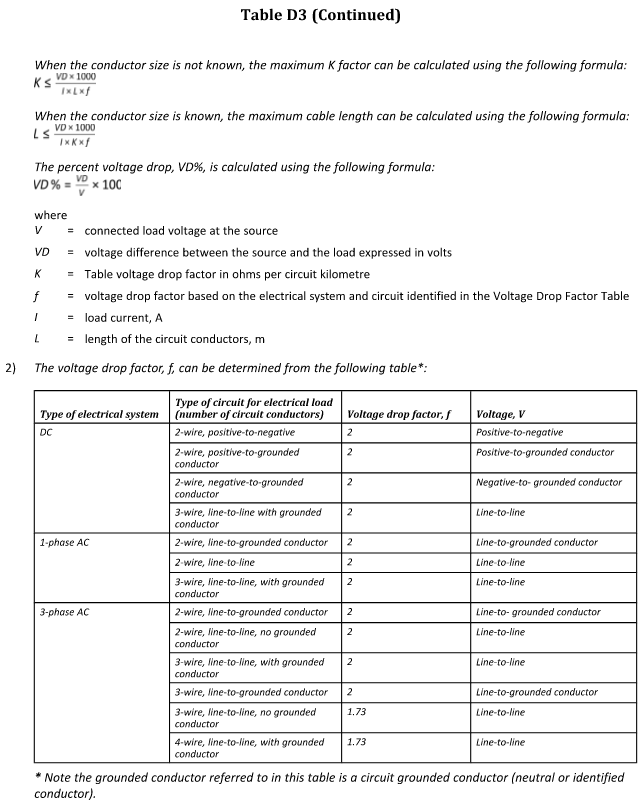 Table D3 (Continued)
When the conductor size is not known, the maximum K factor can be calculated using the following formula:
K ≤ VD × 1000 / I × L × f
When the conductor size is known, the maximum cable length can be calculated using the following formula:
L ≤ VD × 1000 / I × K × f
The percent voltage drop, VD%, is calculated using the following formula:
VD % = VD / V × 100
where
V = connected load voltage at the source
VD = voltage difference between the source and the load expressed in volts
K = Table voltage drop factor in ohms per circuit kilometre
f = voltage drop factor based on the electrical system and circuit identified in the Voltage Drop Factor Table
I = load current, A
L = length of the circuit conductors, m
2) The voltage drop factor, f, can be determined from the following table*:
Type of circuit for electrical load
Type of electrical system (number of circuit conductors) Voltage drop factor, f Voltage, V
DC 2-wire, positive-to-negative 2 Positive-to-negative
2-wire, positive-to-grounded 2 Positive-to-grounded conductor
conductor
2-wire, negative-to-grounded 2 Negative-to- grounded conductor
conductor
3-wire, line-to-line with grounded 2 Line-to-line
conductor
1-phase AC 2-wire, line-to-grounded conductor 2 Line-to-grounded conductor
2-wire, line-to-line 2 Line-to-line
3-wire, line-to-line, with grounded 2 Line-to-line
conductor
3-phase AC 2-wire, line-to-grounded conductor 2 Line-to- grounded conductor
2-wire, line-to-line, no grounded 2 Line-to-line
conductor
3-wire, line-to-line, with grounded 2 Line-to-line
conductor
3-wire, line-to-grounded conductor 2 Line-to-grounded conductor
3-wire, line-to-line, no grounded 1.73 Line-to-line
conductor
4-wire, line-to-line, with grounded 1.73 Line-to-line
conductor
* Note the grounded conductor referred to in this table is a circuit grounded conductor (neutral or identified
conductor).